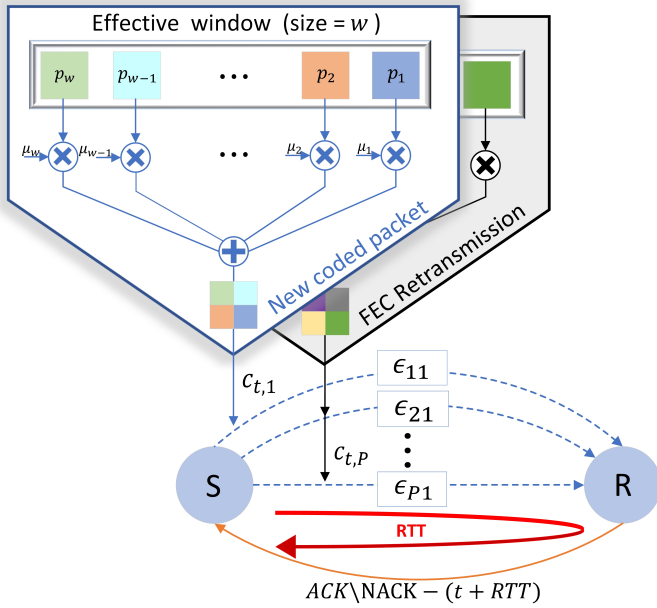 Effective window (size = w )
p_w p_{w−1} ... p_2 p_1
μ_w μ_{w−1} ... μ_2 μ_1
New coded packet
FEC Retransmission
c_{t,1}
ϵ_{11}
ϵ_{21}
c_{t,P}
S
ϵ_{P1}
R
RTT
ACK\NACK − (t + RTT)